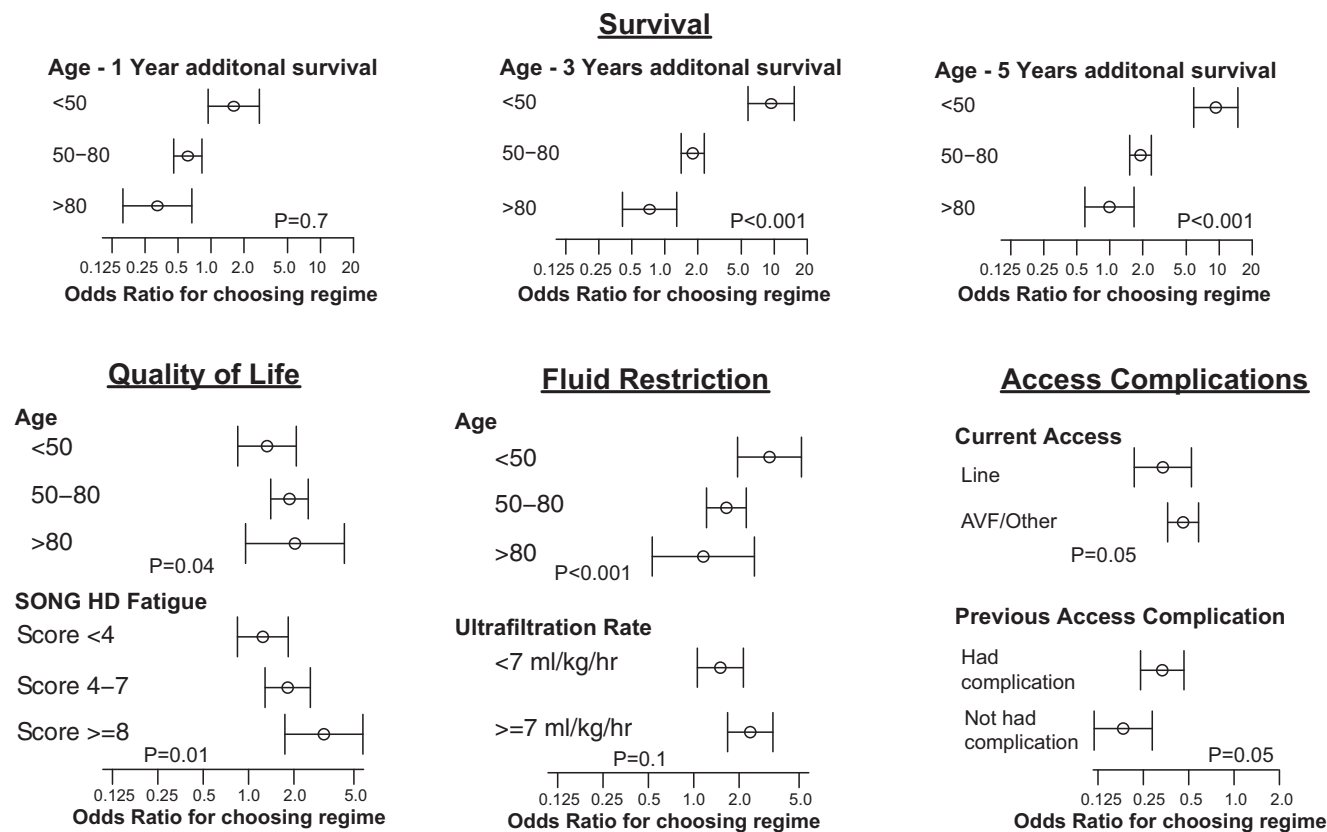 Survival
Age - 1 Year additonal survival
<50
50−80
>80
P=0.7
0.125 0.25 0.5 1.0 2.0 5.0 10 20
Odds Ratio for choosing regime
Age - 3 Years additonal survival
<50
50−80
>80
P<0.001
0.125 0.25 0.5 1.0 2.0 5.0 10 20
Odds Ratio for choosing regime
Age - 5 Years additonal survival
<50
50−80
>80
P<0.001
0.125 0.25 0.5 1.0 2.0 5.0 10 20
Odds Ratio for choosing regime
Quality of Life
Age
<50
50−80
>80
P=0.04
SONG HD Fatigue
Score <4
Score 4−7
Score >=8
P=0.01
0.125 0.25 0.5 1.0 2.0 5.0
Odds Ratio for choosing regime
Fluid Restriction
Age
<50
50−80
>80
P<0.001
Ultrafiltration Rate
<7 ml/kg/hr
>=7 ml/kg/hr
P=0.1
0.125 0.25 0.5 1.0 2.0 5.0
Odds Ratio for choosing regime
Access Complications
Current Access
Line
AVF/Other
P=0.05
Previous Access Complication
Had
complication
Not had
complication
P=0.05
0.125 0.25 0.5 1.0 2.0
Odds Ratio for choosing regime